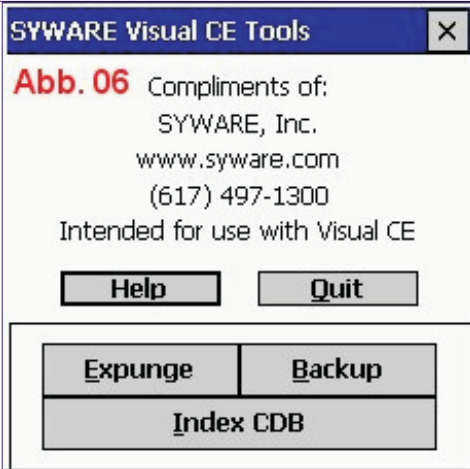 SYWARE Visual CE Tools
Abb. 06 Compliments of:
SYWARE, Inc.
www.syware.com
(617) 497-1300
Intended for use with Visual CE
Help Quit
Expunge Backup
Index CDB